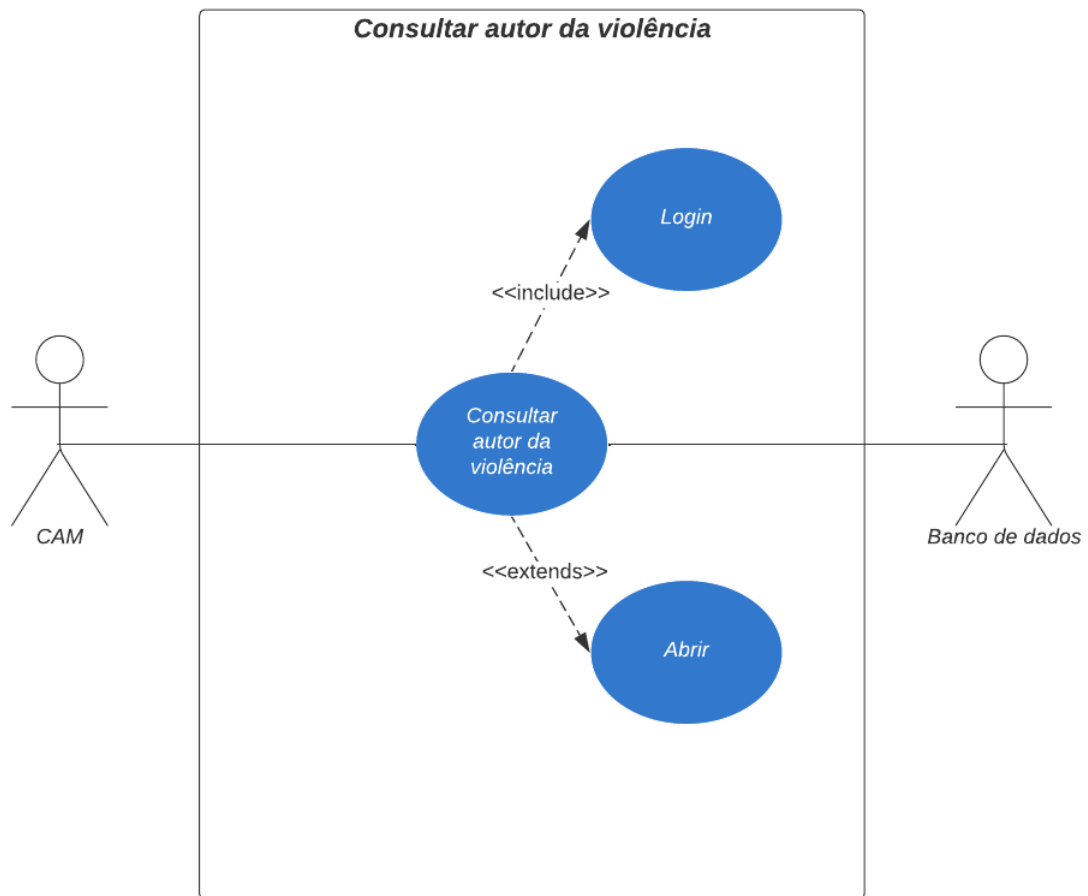 Consultar autor da violência
Login
<<include>>
Consultar
autor da
violência
CAM
Banco de dados
<<extends>>
Abrir